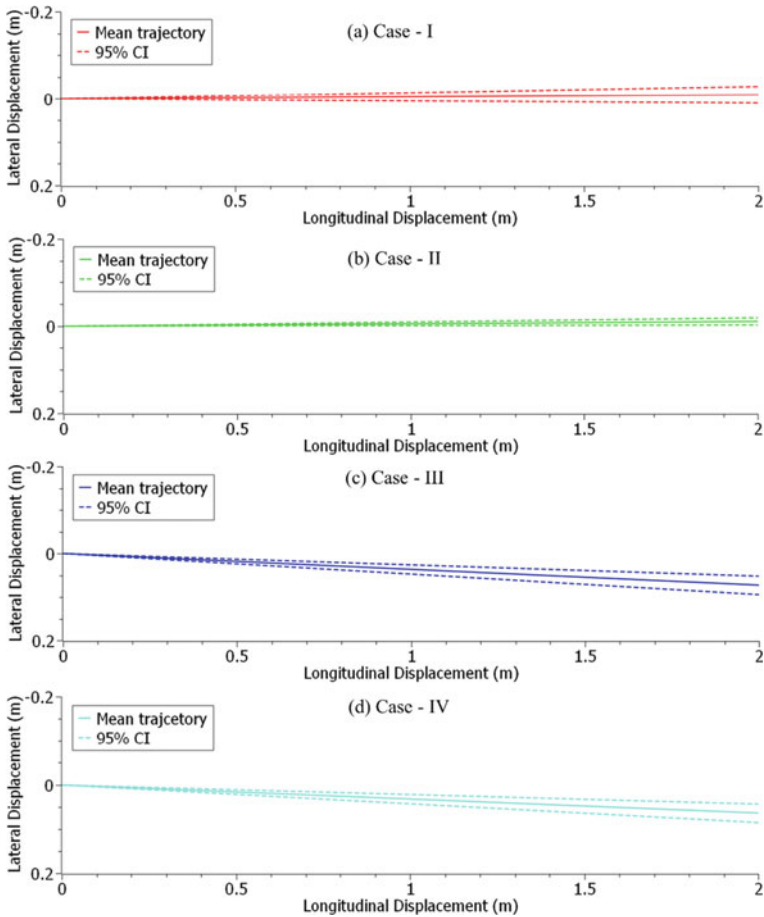 -0.2
Mean trajectory
95% CI
(a) Case - I
Lateral Displacement (m)
0
0.2
0 0.5 1 1.5 2
Longitudinal Displacement (m)
-0.2
Mean trajectory
95% CI
(b) Case - II
Lateral Displacement (m)
0
0.2
0 0.5 1 1.5 2
Longitudinal Displacement (m)
-0.2
Mean trajectory
95% CI
(c) Case - III
Lateral Displacement (m)
0
0.2
0 0.5 1 1.5 2
Longitudinal Displacement (m)
-0.2
Mean trajcetory
95% CI
(d) Case - IV
Lateral Displacement (m)
0
0.2
0 0.5 1 1.5 2
Longitudinal Displacement (m)